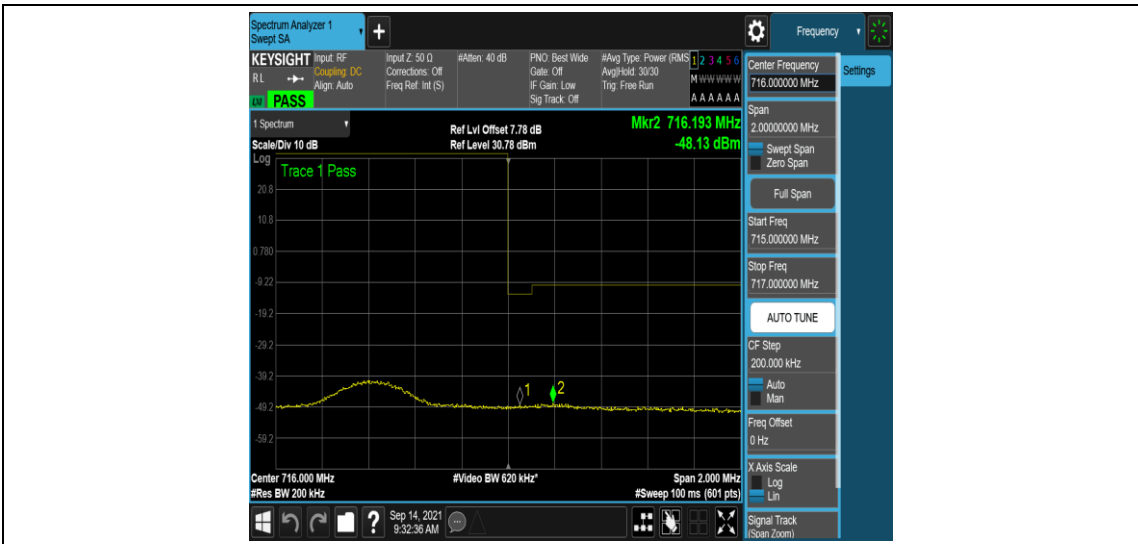 Spectrum Analyzer 1
Swept SA
+
Frequency
KEYSIGHT
Input: RF
Coupling: DC
Align: Auto
Input Z: 50 Ω
Corrections: Off
Freq Ref: Int (S)
#Atten: 40 dB
PNO: Best Wide
Gate: Off
IF Gain: Low
Sig Track: Off
#Avg Type: Power (RMS
Avg|Hold: 30/30
Trig: Free Run
1 2 3 4 5 6
M W W W W W
A A A A A A
RL
PASS
Center Frequency
716.000000 MHz
Settings
Span
2.00000000 MHz
Swept Span
Zero Span
Full Span
Start Freq
715.000000 MHz
Stop Freq
717.000000 MHz
AUTO TUNE
CF Step
200.000 kHz
Auto
Man
Freq Offset
0 Hz
X Axis Scale
Log
Lin
Signal Track
(Span Zoom)
1 Spectrum
Scale/Div 10 dB
Ref Lvl Offset 7.78 dB
Ref Level 30.78 dBm
Mkr2 716.193 MHz
-48.13 dBm
Log
Trace 1 Pass
20.8
10.8
0.780
-9.22
-19.2
-29.2
-39.2
-49.2
-59.2
1
2
Center 716.000 MHz
#Video BW 620 kHz*
Span 2.000 MHz
#Res BW 200 kHz
#Sweep 100 ms (601 pts)
?
Sep 14, 2021
9:32:36 AM